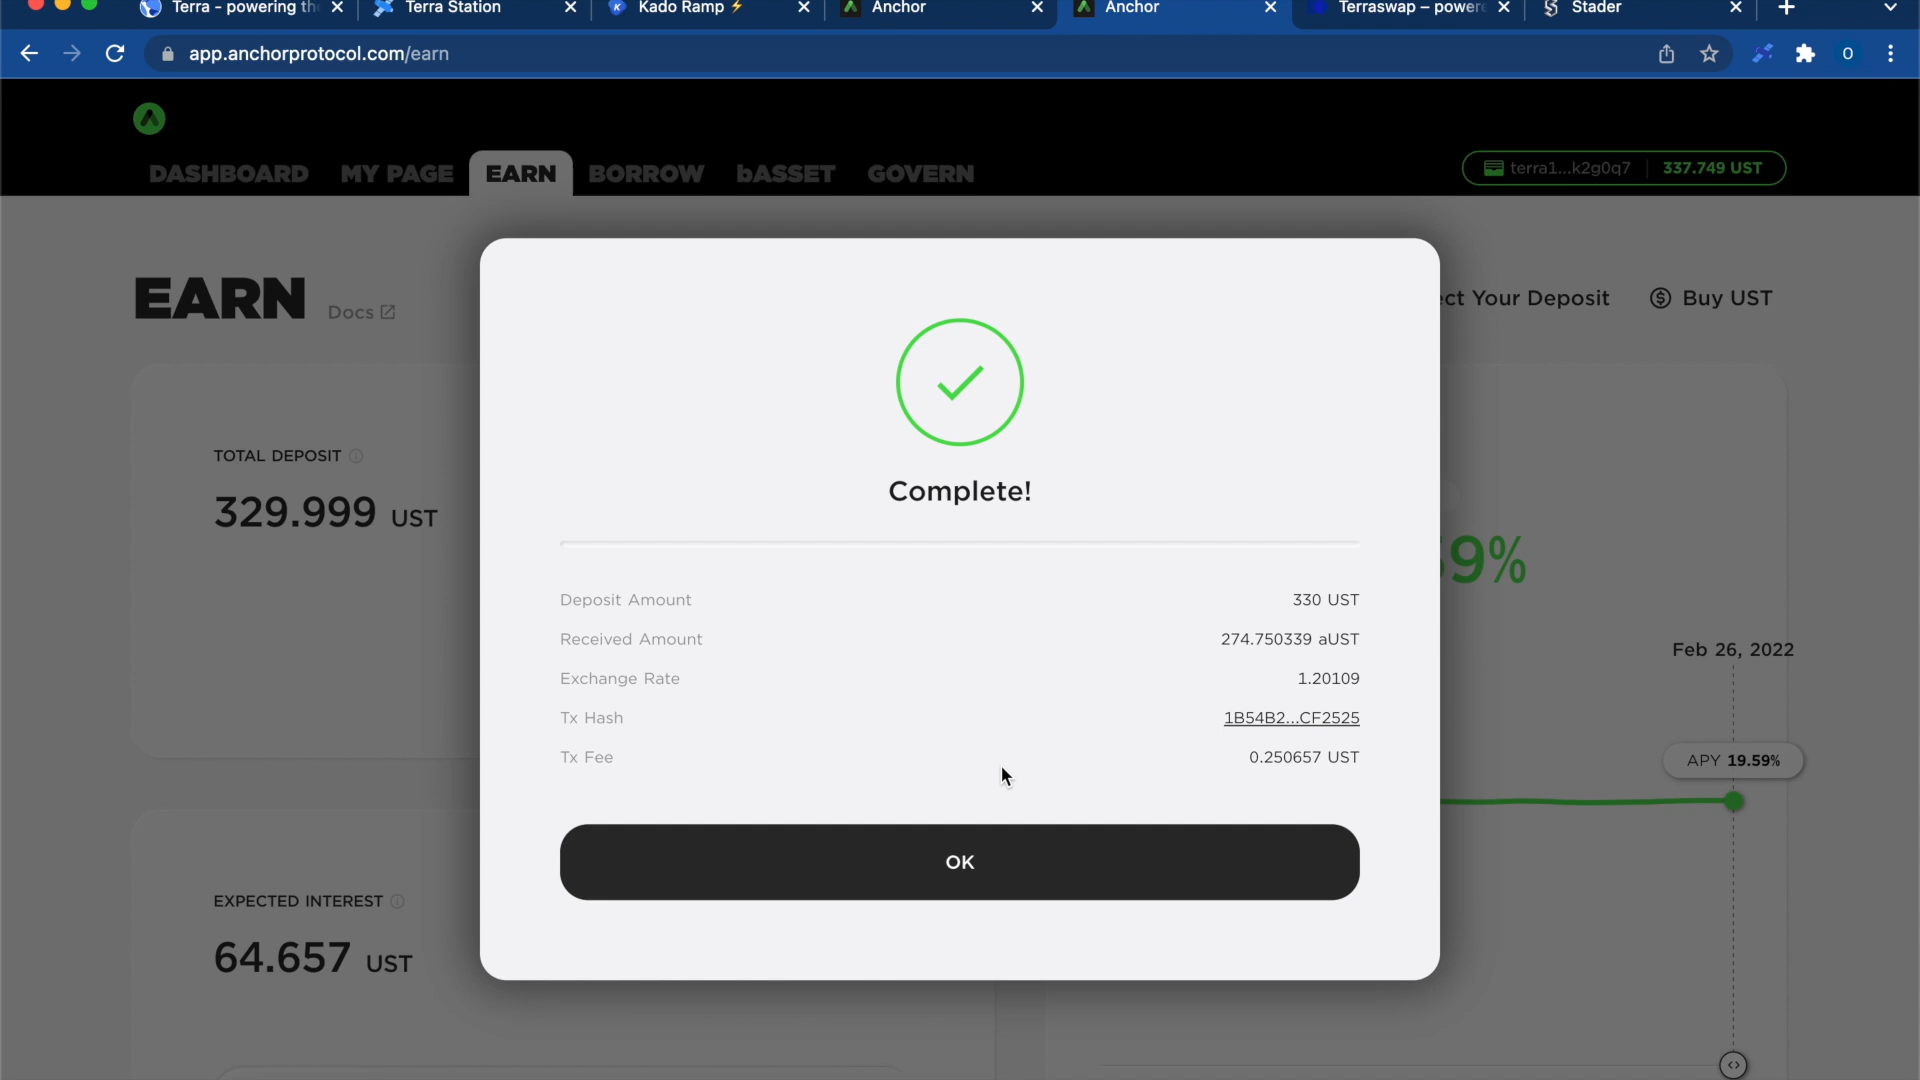 Terra - powering th
Terra Station
Kado Ramp⚡
Anchor
Anchor
Terraswap – powere
Stader
app.anchorprotocol.com/earn
O
DASHBOARD
MY PAGE
EARN
BORROW
bASSET
GOVERN
terra1...k2g0q7
337.749 UST
EARN
Docs
ct Your Deposit
Buy UST
TOTAL DEPOSIT
329.999 UST
Complete!
9%
Deposit Amount 330 UST
Received Amount 274.750339 aUST
Exchange Rate 1.20109
Tx Hash 1B54B2...CF2525
Tx Fee 0.250657 UST
OK
Feb 26, 2022
APY 19.59%
EXPECTED INTEREST
64.657 UST